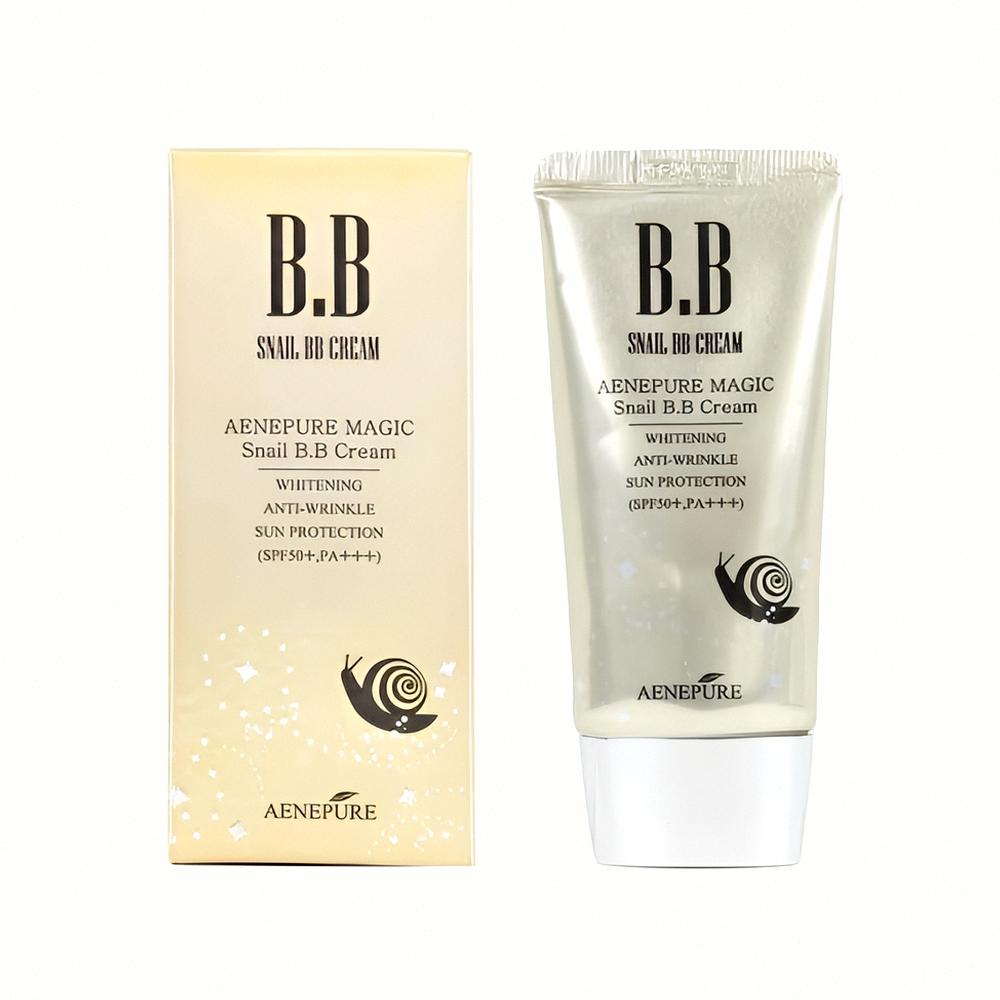 B.B
SNAIL BB CREAM
AENEPURE MAGIC
Snail B.B Cream
WHITENING
ANTI-WRINKLE
SUN PROTECTION
(SPF50+,PA+++)
AENEPURE
B.B
SNAIL BB CREAM
AENEPURE MAGIC
Snail B.B Cream
WHITENING
ANTI-WRINKLE
SUN PROTECTION
(SPF50+,PA+++)
AENEPURE